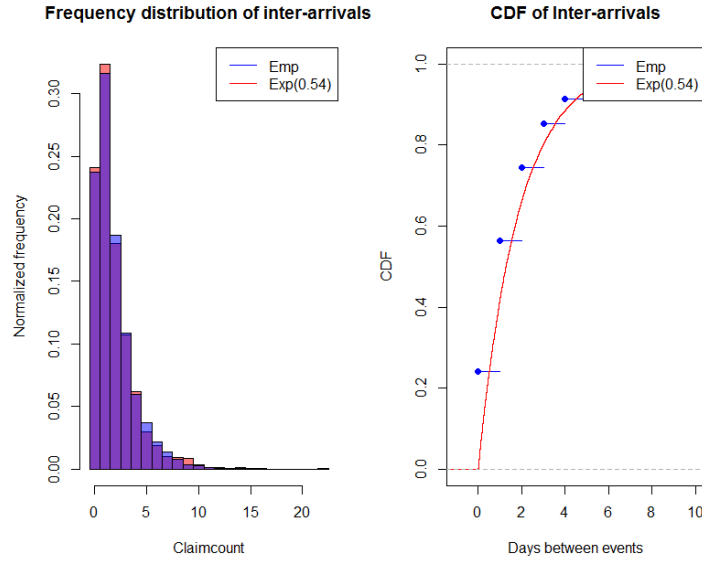 Frequency distribution of inter-arrivals
Emp
Exp(0.54)
Normalized frequency
0.00
0.05
0.10
0.15
0.20
0.25
0.30
0
5
10
15
20
Claimcount
CDF of Inter-arrivals
Emp
Exp(0.54)
CDF
0.0
0.2
0.4
0.6
0.8
1.0
0
2
4
6
8
10
Days between events